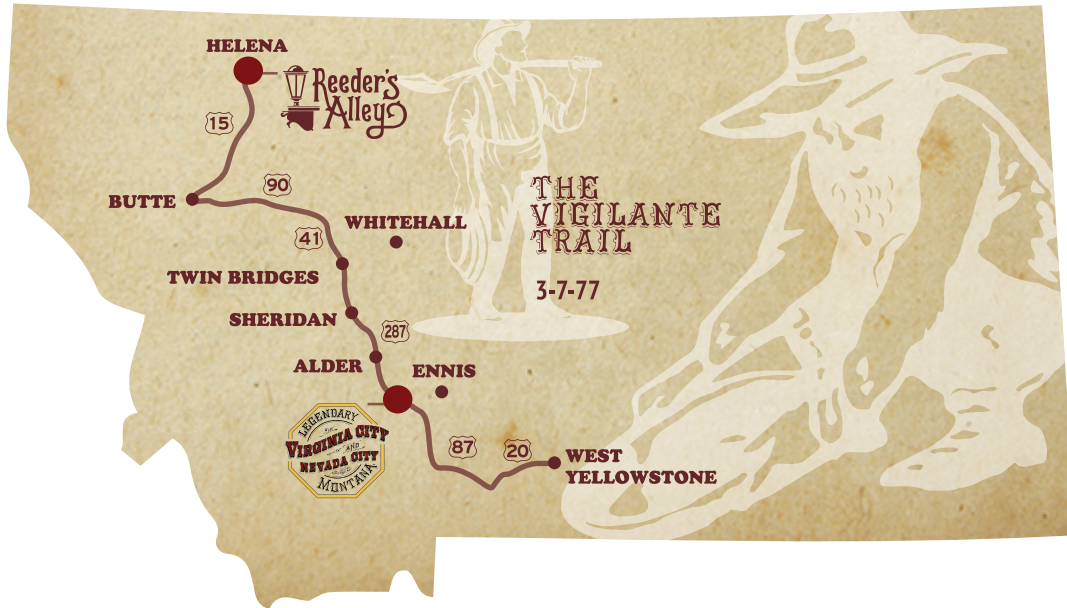 HELENA
Reeder's
Alley
15
BUTTE
90
WHITEHALL
41
THE
VIGILANTE
TRAIL
3-7-77
TWIN BRIDGES
SHERIDAN
287
ALDER
ENNIS
LEGENDARY
VIRGINIA CITY
AND
NEVADA CITY
MONTANA
87
20
WEST
YELLOWSTONE